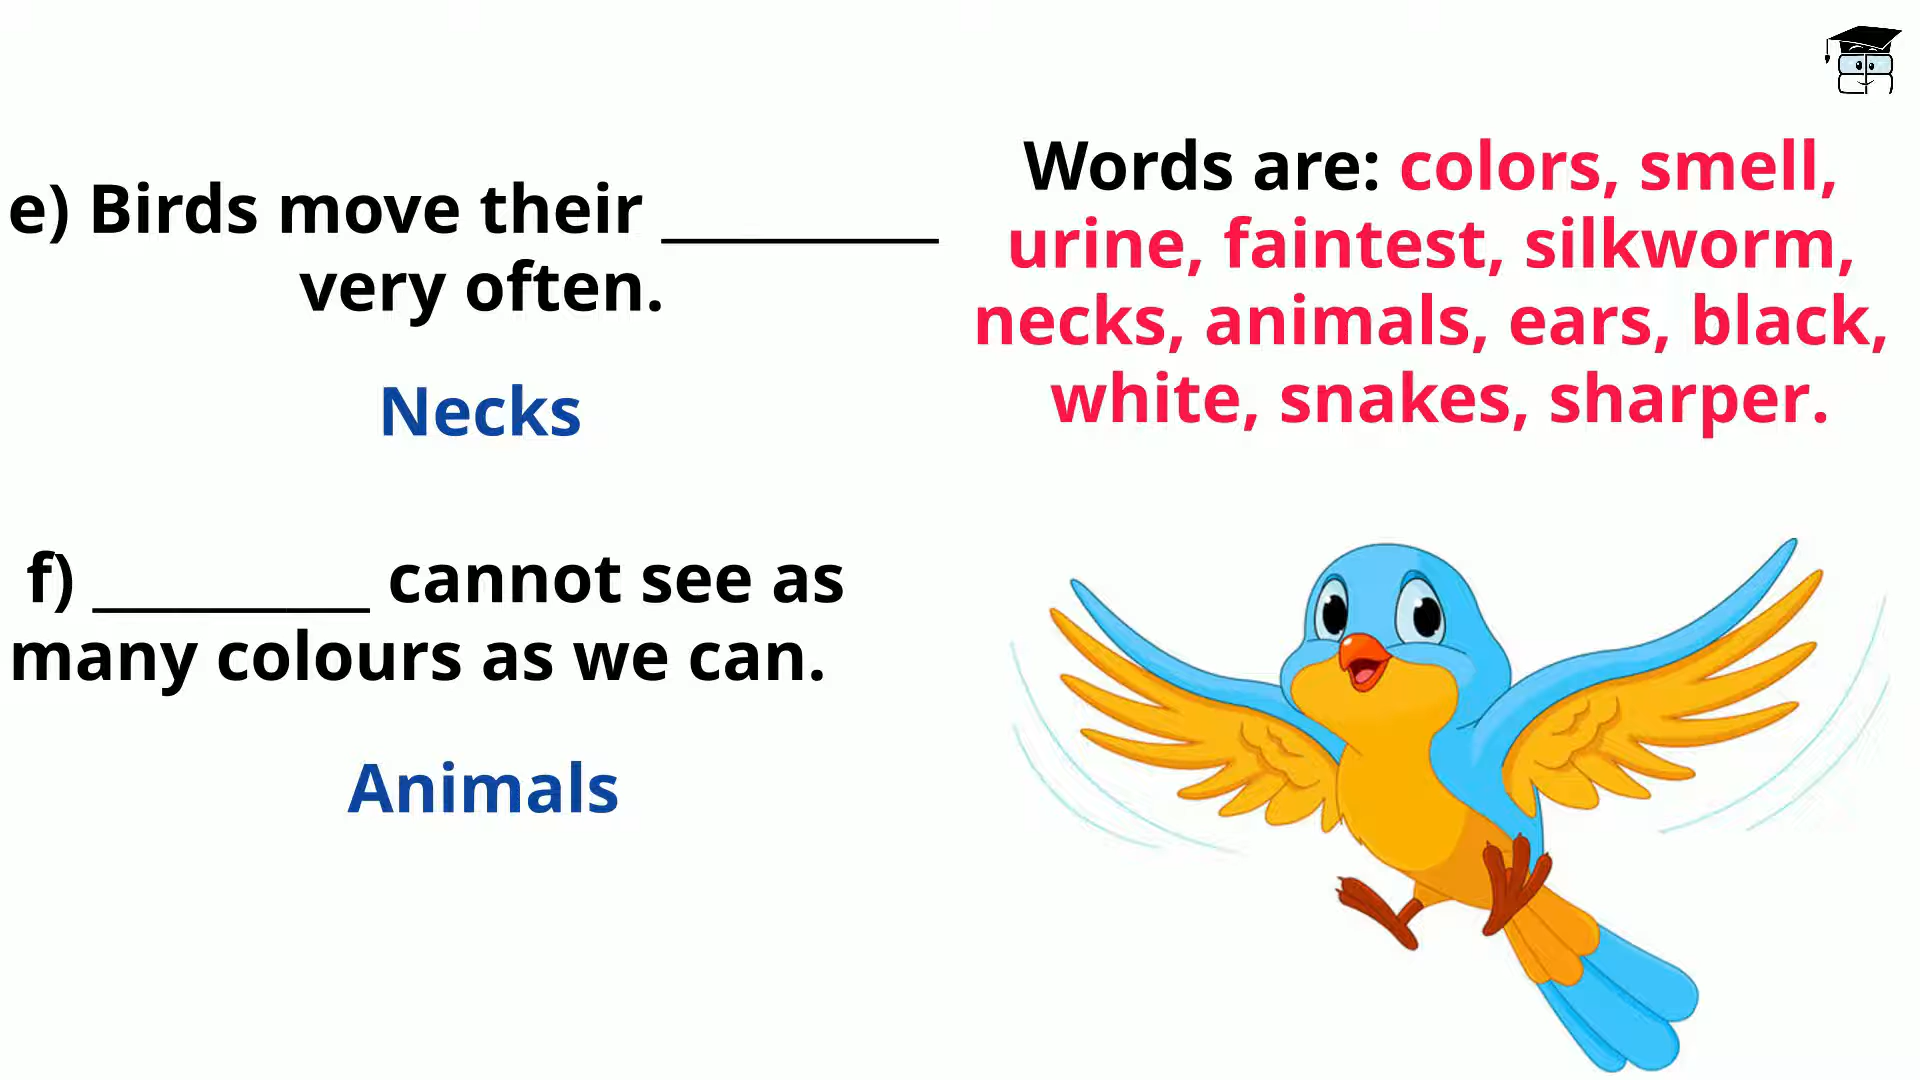 e) Birds move their __________
very often.
Necks
f) __________ cannot see as
many colours as we can.
Animals
Words are: colors, smell,
urine, faintest, silkworm,
necks, animals, ears, black,
white, snakes, sharper.